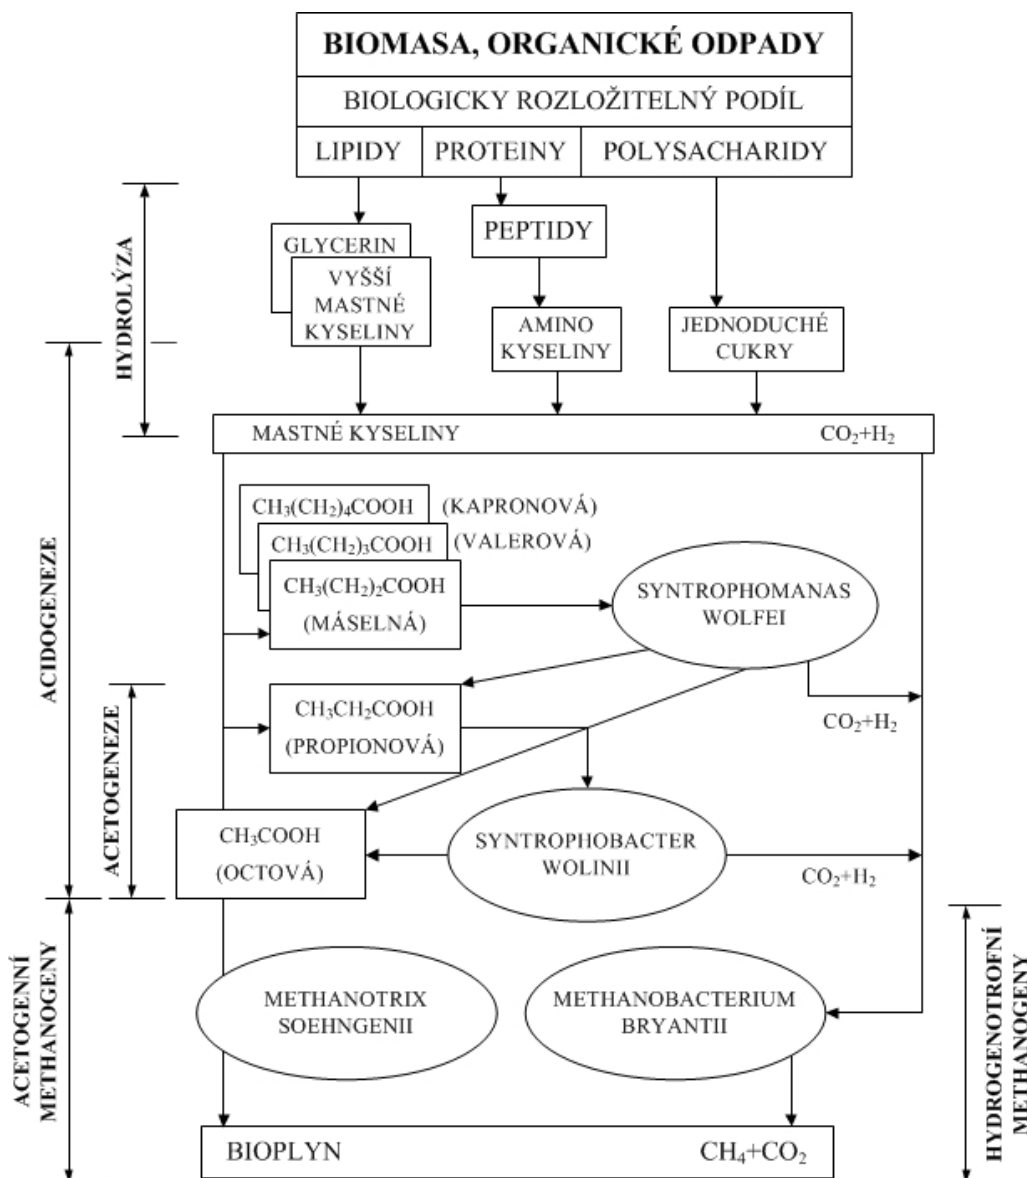 BIOMASA, ORGANICKÉ ODPADY
BIOLOGICKY ROZLOŽITELNÝ PODÍL
LIPIDY
PROTEINY
POLYSACHARIDY
HYDROLÝZA
GLYCERIN
VYŠŠÍ
MASTNÉ
KYSELINY
PEPTIDY
AMINO
KYSELINY
JEDNODUCHÉ
CUKRY
MASTNÉ KYSELINY
CO₂+H₂
ACIDOGENEZE
CH₃(CH₂)₄COOH
(KAPRONOVÁ)
CH₃(CH₂)₃COOH
(VALEROVÁ)
CH₃(CH₂)₂COOH
(MÁSELNÁ)
SYNTROPHOMANAS
WOLFEI
ACETOGENEZE
CH₃CH₂COOH
(PROPIONOVÁ)
CO₂+H₂
CH₃COOH
(OCTOVÁ)
SYNTROPHOBACTER
WOLINII
CO₂+H₂
ACETOGENNÍ
METHANOGENY
METHANOTRIX
SOEHNGENII
METHANOBACTERIUM
BRYANTII
HYDROGENOTROFNÍ
METHANOGENY
BIOPLYN
CH₄+CO₂